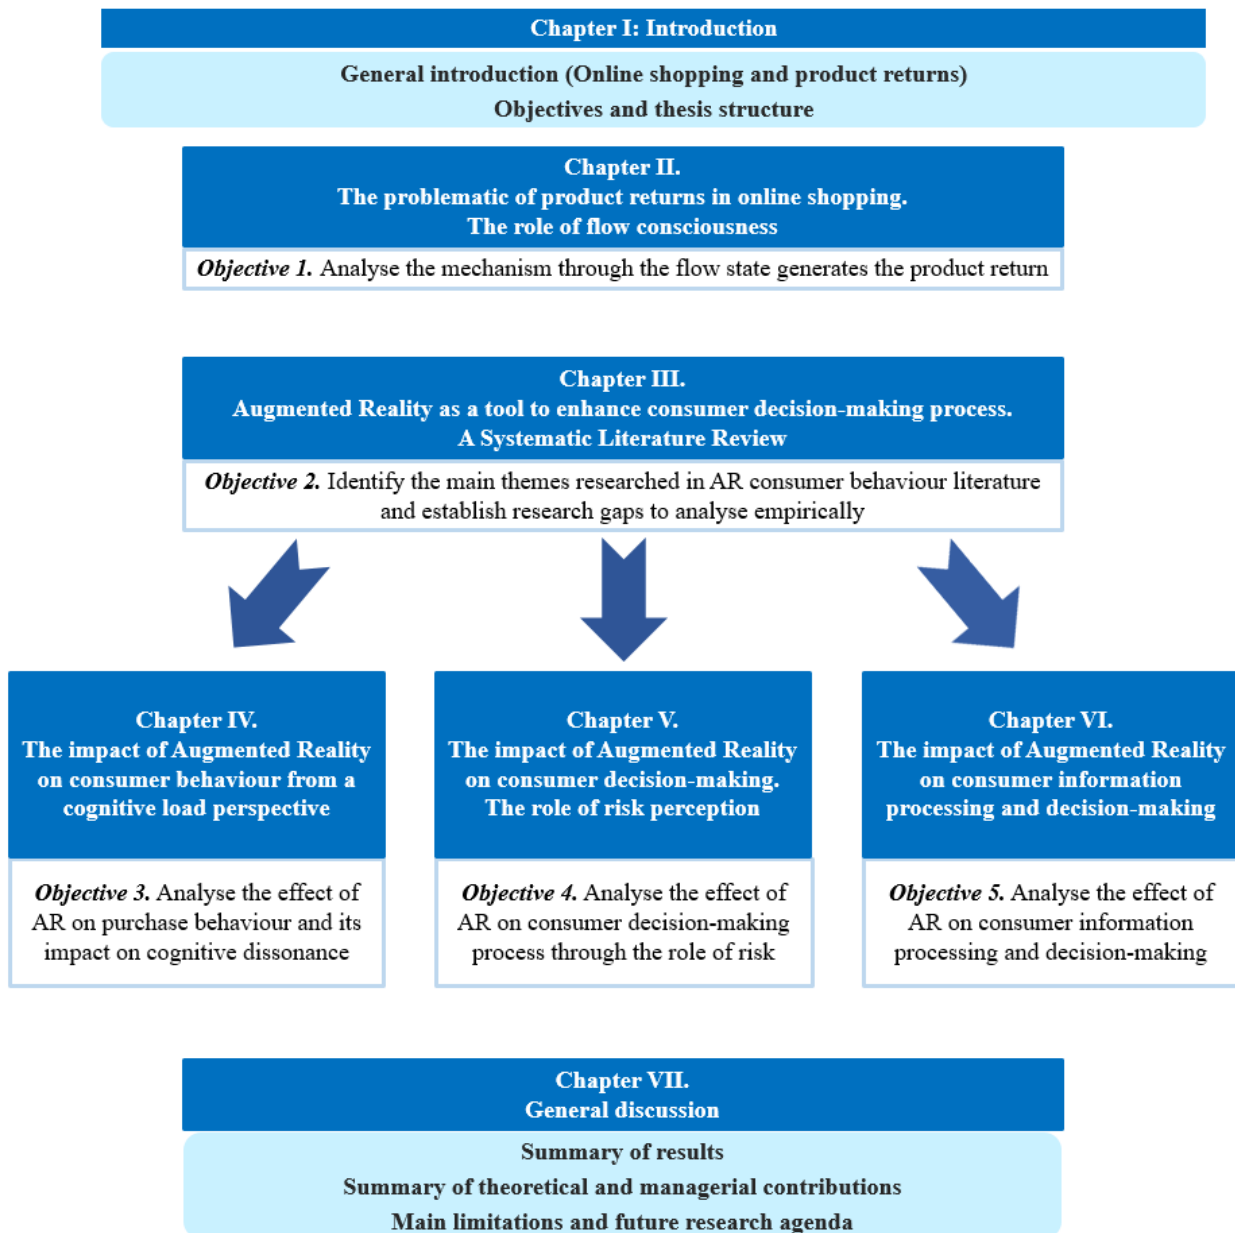 Chapter I: Introduction
General introduction (Online shopping and product returns)
Objectives and thesis structure
Chapter II.
The problematic of product returns in online shopping.
The role of flow consciousness
Objective 1. Analyse the mechanism through the flow state generates the product return
Chapter III.
Augmented Reality as a tool to enhance consumer decision-making process.
A Systematic Literature Review
Objective 2. Identify the main themes researched in AR consumer behaviour literature
and establish research gaps to analyse empirically
Chapter IV.
The impact of Augmented Reality
on consumer behaviour from a
cognitive load perspective
Objective 3. Analyse the effect of
AR on purchase behaviour and its
impact on cognitive dissonance
Chapter V.
The impact of Augmented Reality
on consumer decision-making.
The role of risk perception
Objective 4. Analyse the effect of
AR on consumer decision-making
process through the role of risk
Chapter VI.
The impact of Augmented Reality
on consumer information
processing and decision-making
Objective 5. Analyse the effect of
AR on consumer information
processing and decision-making
Chapter VII.
General discussion
Summary of results
Summary of theoretical and managerial contributions
Main limitations and future research agenda